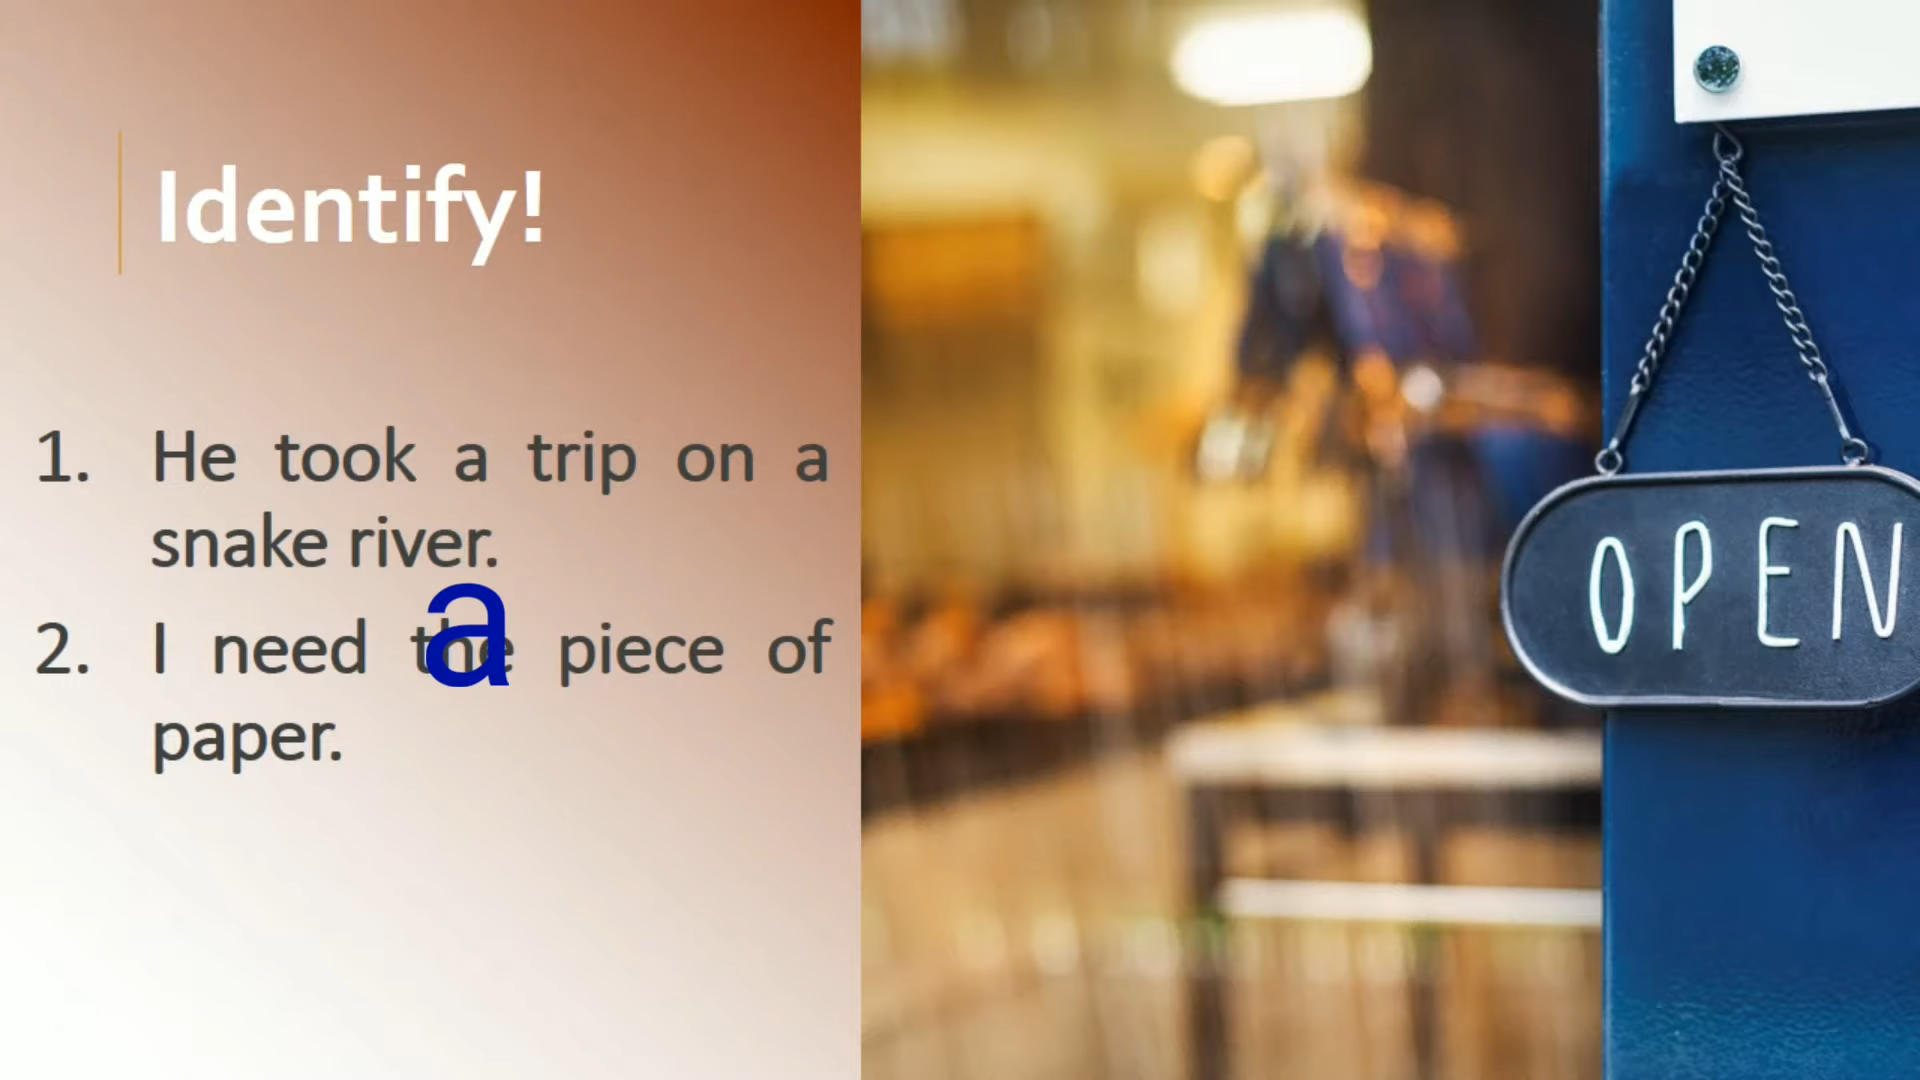 Identify!
1. He took a trip on a
snake river.
a
2. I need the piece of
paper.
OPEN